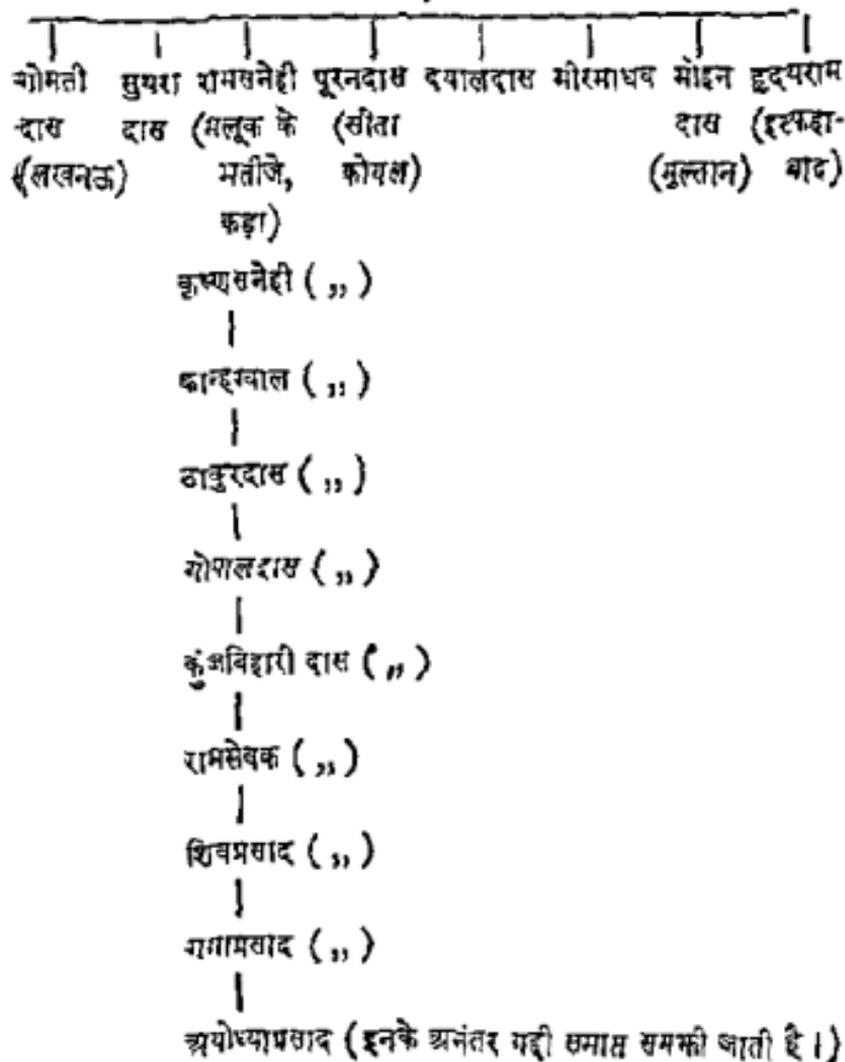 गोमती सुथरा रामसनेही पूरनदास दयालदास मीरमाधव मोहन हृदयराम
-दास दास (मलूक के (सीता दास
(लखनऊ) भतीजे, कोयल) (मुल्तान) बाद)
कड़ा)
कृष्णसनेही ( ,, )
कान्हग्वाल ( ,, )
ठाकुरदास ( ,, )
गोपालदास ( ,, )
कुंजबिहारी दास ( ,, )
रामसेवक ( ,, )
शिवप्रसाद ( ,, )
गंगाप्रसाद ( ,, )
अयोध्याप्रसाद (इनके अनंतर गद्दी समाप्त समझी जाती है।)